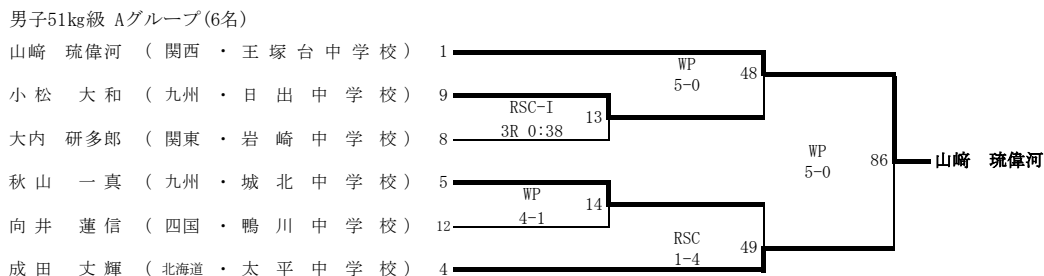 男子51kg級 Aグループ(6名)
山﨑 琉偉河 ( 関西 ・ 王塚台中学校 ) 1
WP
5-0
48
小松 大和 ( 九州 ・ 日出中学校 ) 9
RSC-I
3R 0:38
13
大内 研多郎 ( 関東 ・ 岩崎中学校 ) 8
WP
5-0
86
山﨑 琉偉河
秋山 一真 ( 九州 ・ 城北中学校 ) 5
WP
4-1
14
向井 蓮信 ( 四国 ・ 鴨川中学校 ) 12
RSC
1-4
49
成田 丈輝 ( 北海道 ・ 太平中学校 ) 4